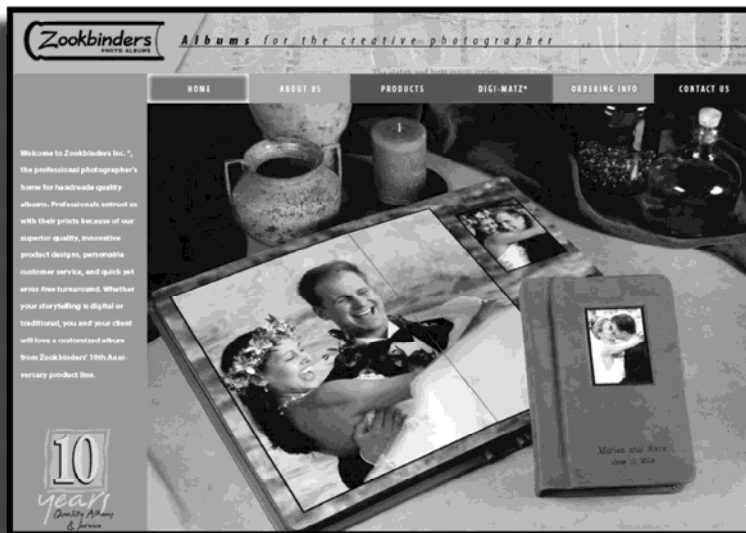 Zookbinders
PHOTO ALBUMS
Albums for the creative photographer
HOME
ABOUT US
PRODUCTS
DIGI-MATZ®
ORDERING INFO
CONTACT US
Welcome to Zookbinders Inc.®,
the professional photographer's
home for handmade quality
albums. Professionals entrust us
with their prints because of our
superior quality, innovative
product designs, personable
customer service, and quick yet
error-free turnaround. Whether
your storytelling is digital or
traditional, you and your client
will love a customized album
from Zookbinders' 10th Anni-
versary product line.
10
years
Quality Albums
& Service